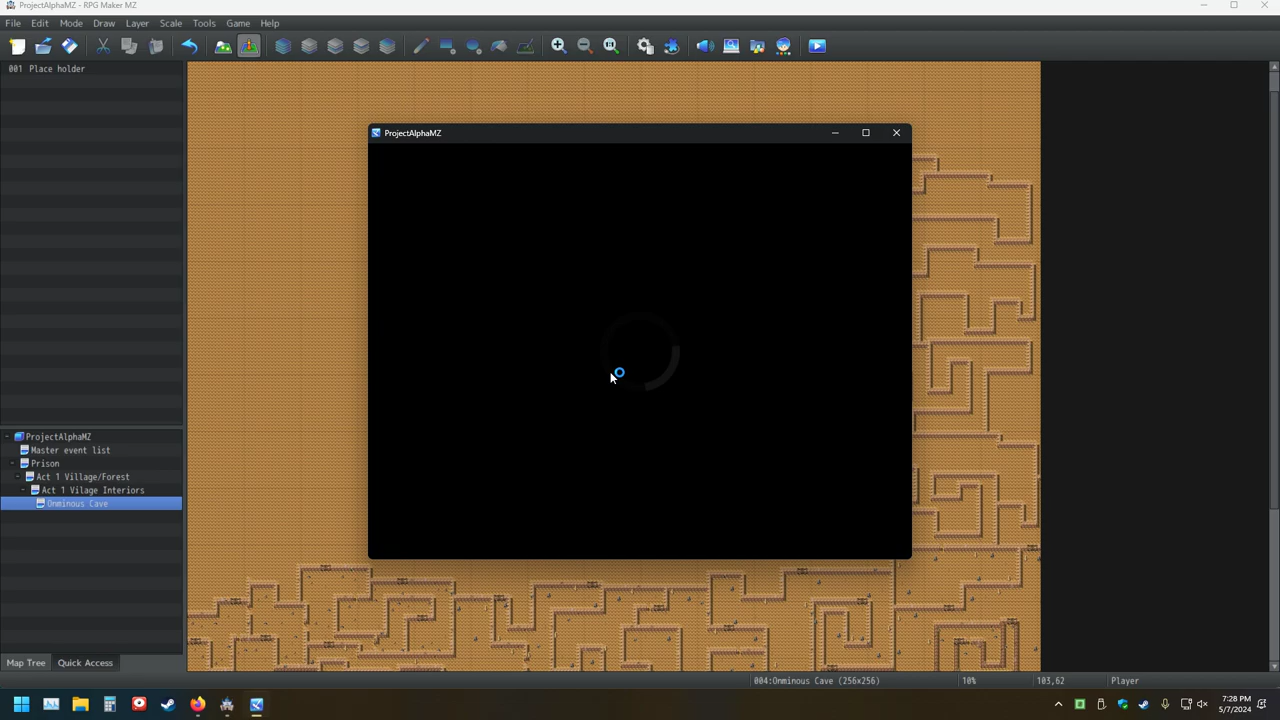 ProjectAlphaMZ - RPG Maker MZ
File Edit Mode Draw Layer Scale Tools Game Help
001 Place holder
ProjectAlphaMZ
ProjectAlphaMZ
Master event list
Prison
Act 1 Village/Forest
Act 1 Vilage Interiors
Onminous Cave
Map Tree Quick Access
004:Onminous Cave (256x256) 10% 103,62 Player
7:28 PM
5/7/2024